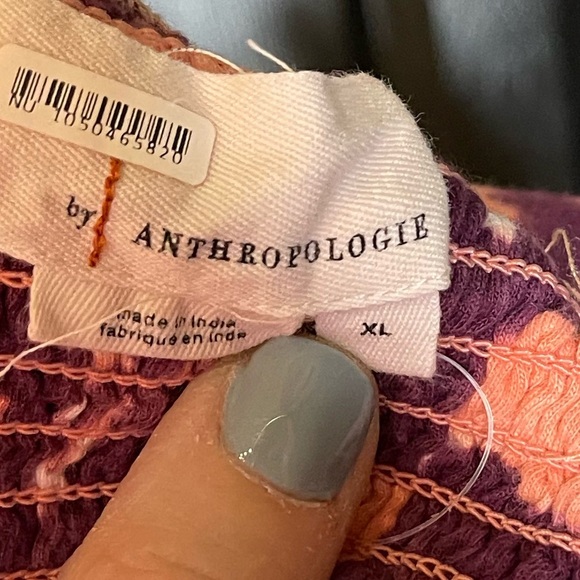 NU 1050465820
by ANTHROPOLOGIE
made in India
fabriqué en Inde
XL